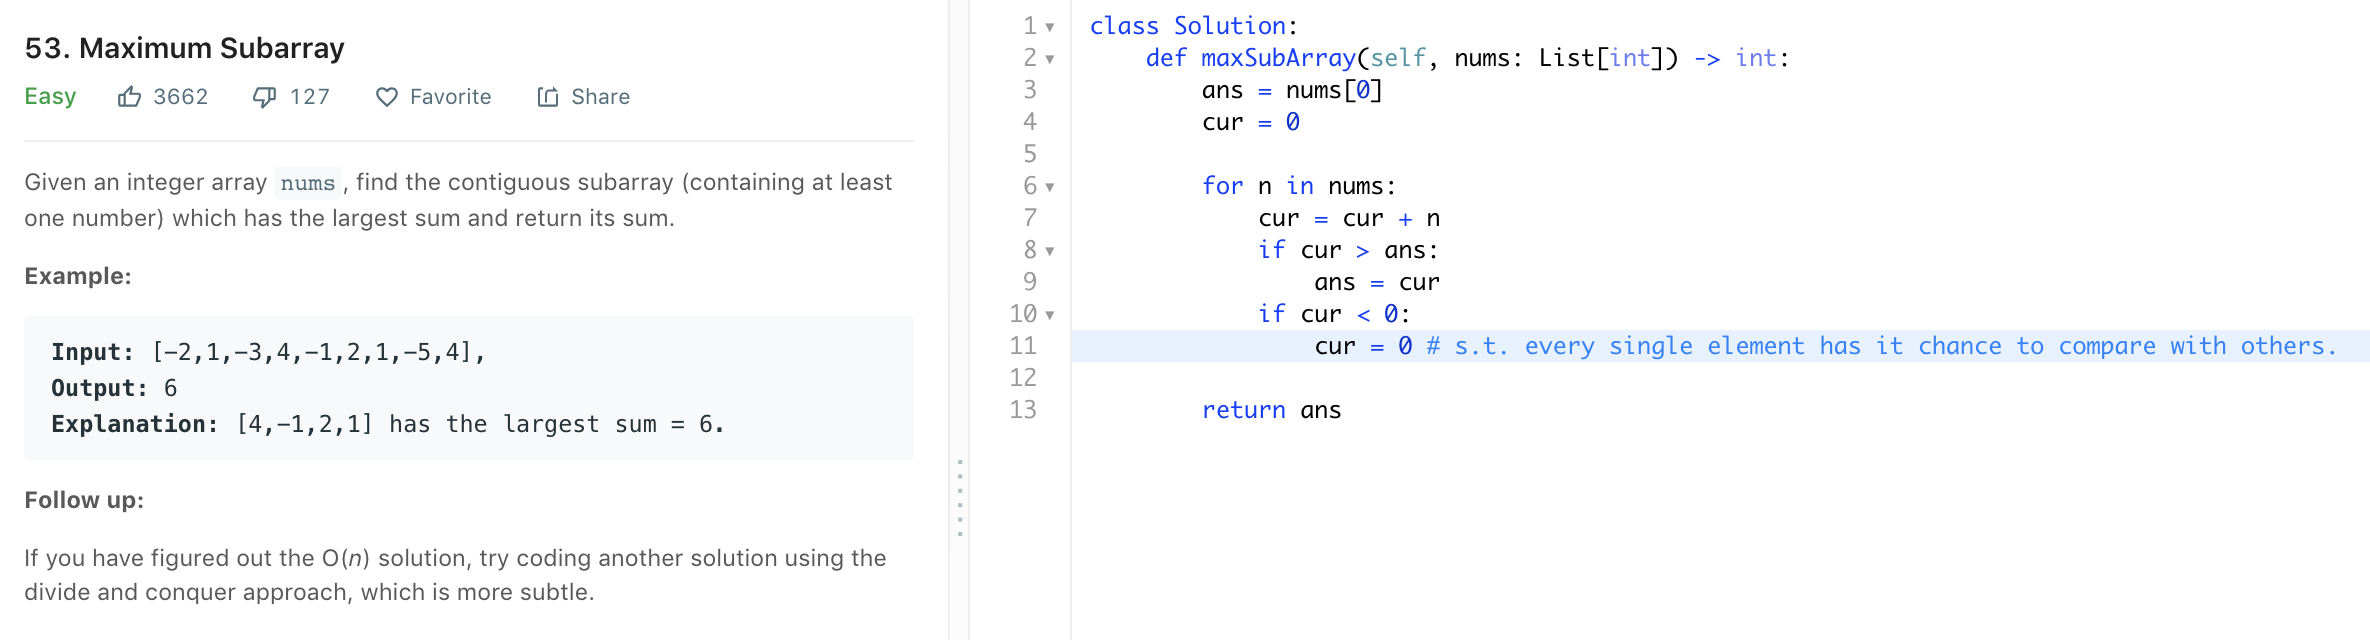 53. Maximum Subarray
Easy 3662 127 Favorite Share
Given an integer array nums , find the contiguous subarray (containing at least
one number) which has the largest sum and return its sum.
Example:
Input: [-2,1,-3,4,-1,2,1,-5,4],
Output: 6
Explanation: [4,-1,2,1] has the largest sum = 6.
Follow up:
If you have figured out the O(n) solution, try coding another solution using the
divide and conquer approach, which is more subtle.
1 class Solution:
2     def maxSubArray(self, nums: List[int]) -> int:
3         ans = nums[0]
4         cur = 0
5
6         for n in nums:
7             cur = cur + n
8             if cur > ans:
9                 ans = cur
10             if cur < 0:
11                 cur = 0 # s.t. every single element has it chance to compare with others.
12
13         return ans